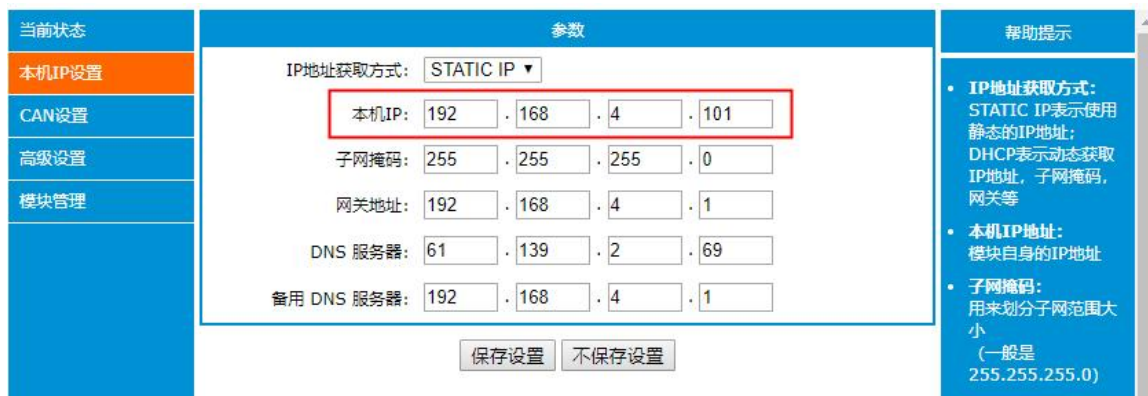 当前状态
本机IP设置
CAN设置
高级设置
模块管理
参数
IP地址获取方式: STATIC IP ▼
本机IP: 192 . 168 . 4 . 101
子网掩码: 255 . 255 . 255 . 0
网关地址: 192 . 168 . 4 . 1
DNS 服务器: 61 . 139 . 2 . 69
备用 DNS 服务器: 192 . 168 . 4 . 1
保存设置 不保存设置
帮助提示
• IP地址获取方式:
STATIC IP表示使用
静态的IP地址;
DHCP表示动态获取
IP地址, 子网掩码,
网关等
• 本机IP地址:
模块自身的IP地址
• 子网掩码:
用来划分子网范围大
小
(一般是
255.255.255.0)